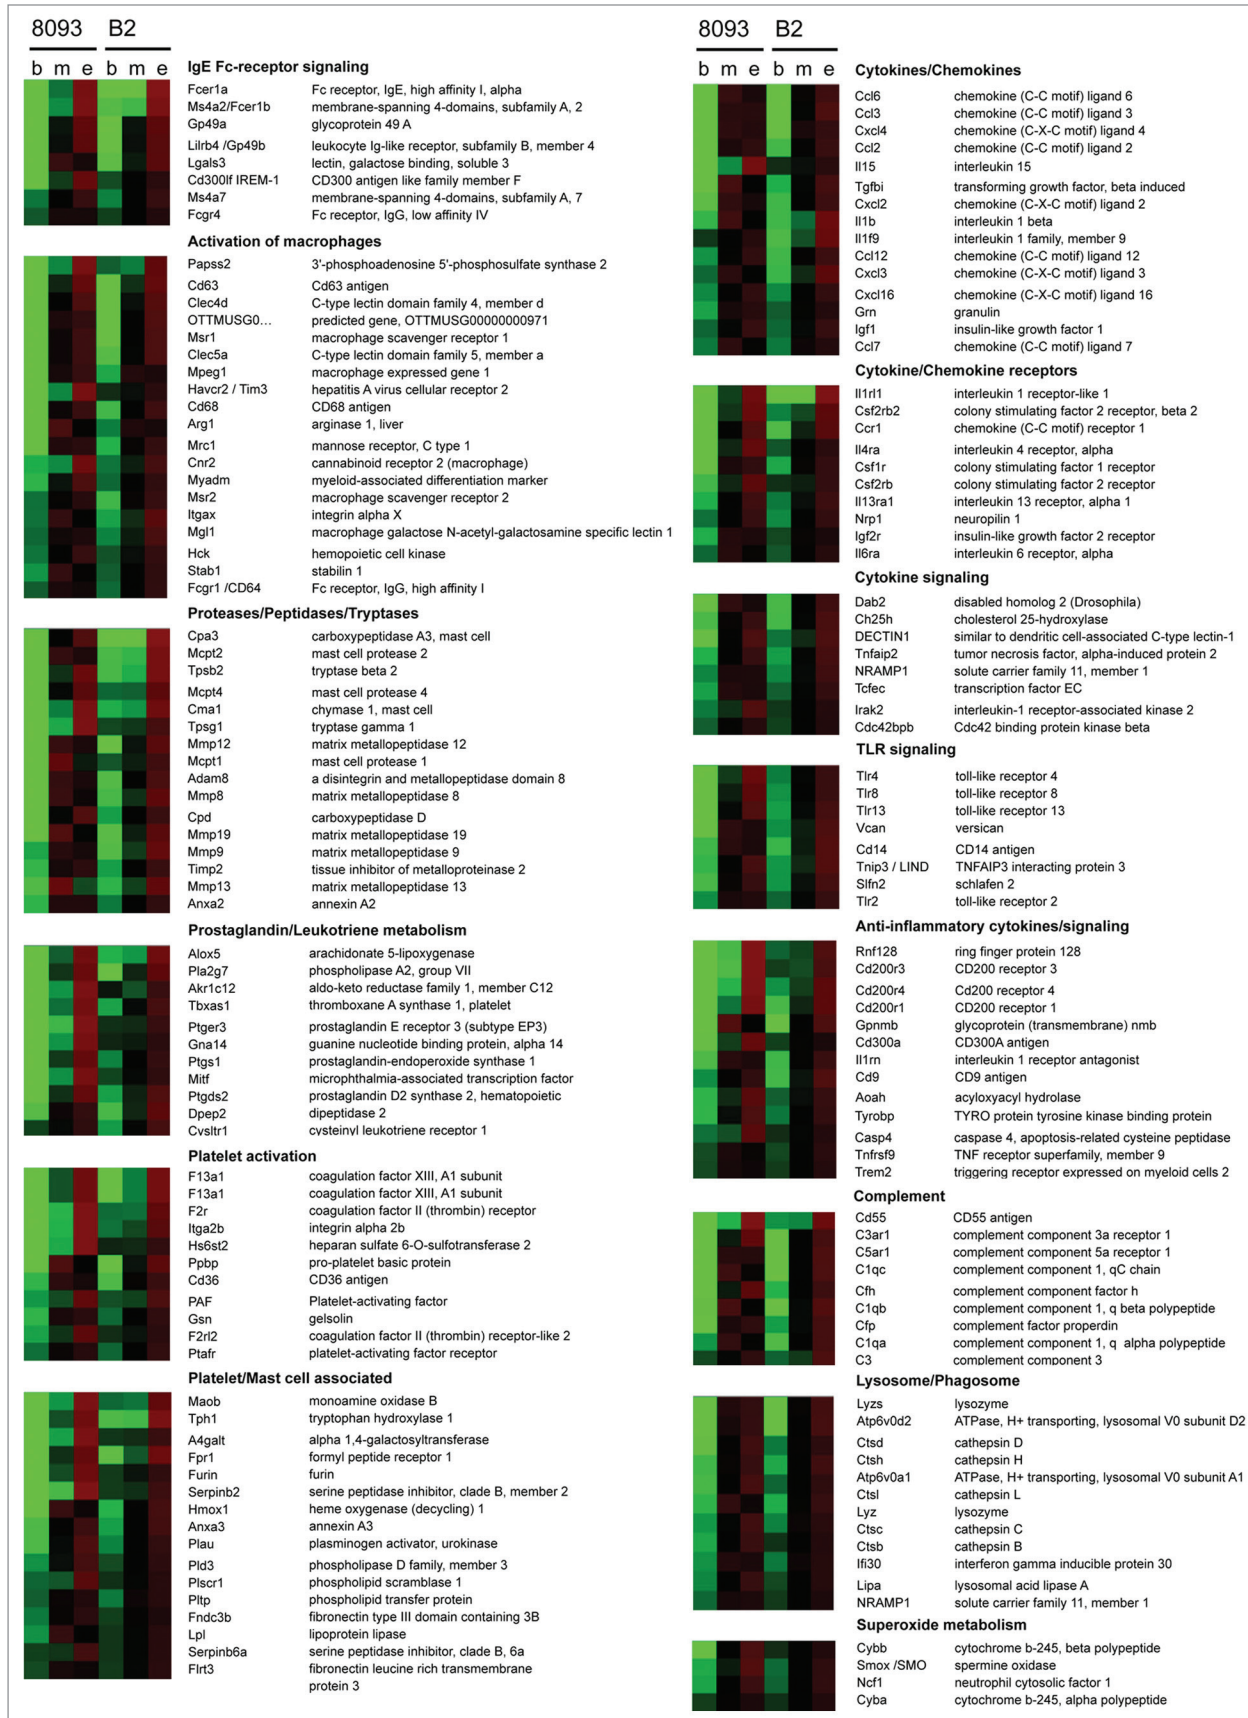 8093 B2
b m e b m e
IgE Fc-receptor signaling
Fcer1a Fc receptor, IgE, high affinity I, alpha
Ms4a2/Fcer1b membrane-spanning 4-domains, subfamily A, 2
Gp49a glycoprotein 49 A
Lilrb4 /Gp49b leukocyte Ig-like receptor, subfamily B, member 4
Lgals3 lectin, galactose binding, soluble 3
Cd300lf IREM-1 CD300 antigen like family member F
Ms4a7 membrane-spanning 4-domains, subfamily A, 7
Fcgr4 Fc receptor, IgG, low affinity IV
Activation of macrophages
Papss2 3'-phosphoadenosine 5'-phosphosulfate synthase 2
Cd63 Cd63 antigen
Clec4d C-type lectin domain family 4, member d
OTTMUSG0... predicted gene, OTTMUSG00000000971
Msr1 macrophage scavenger receptor 1
Clec5a C-type lectin domain family 5, member a
Mpeg1 macrophage expressed gene 1
Havcr2 / Tim3 hepatitis A virus cellular receptor 2
Cd68 CD68 antigen
Arg1 arginase 1, liver
Mrc1 mannose receptor, C type 1
Cnr2 cannabinoid receptor 2 (macrophage)
Myadm myeloid-associated differentiation marker
Msr2 macrophage scavenger receptor 2
Itgax integrin alpha X
Mgl1 macrophage galactose N-acetyl-galactosamine specific lectin 1
Hck hemopoietic cell kinase
Stab1 stabilin 1
Fcgr1 /CD64 Fc receptor, IgG, high affinity I
Proteases/Peptidases/Tryptases
Cpa3 carboxypeptidase A3, mast cell
Mcpt2 mast cell protease 2
Tpsb2 tryptase beta 2
Mcpt4 mast cell protease 4
Cma1 chymase 1, mast cell
Tpsg1 tryptase gamma 1
Mmp12 matrix metallopeptidase 12
Mcpt1 mast cell protease 1
Adam8 a disintegrin and metallopeptidase domain 8
Mmp8 matrix metallopeptidase 8
Cpd carboxypeptidase D
Mmp19 matrix metallopeptidase 19
Mmp9 matrix metallopeptidase 9
Timp2 tissue inhibitor of metalloproteinase 2
Mmp13 matrix metallopeptidase 13
Anxa2 annexin A2
Prostaglandin/Leukotriene metabolism
Alox5 arachidonate 5-lipoxygenase
Pla2g7 phospholipase A2, group VII
Akr1c12 aldo-keto reductase family 1, member C12
Tbxas1 thromboxane A synthase 1, platelet
Ptger3 prostaglandin E receptor 3 (subtype EP3)
Gna14 guanine nucleotide binding protein, alpha 14
Ptgs1 prostaglandin-endoperoxide synthase 1
Mitf microphthalmia-associated transcription factor
Ptgds2 prostaglandin D2 synthase 2, hematopoietic
Dpep2 dipeptidase 2
Cysltr1 cysteinyl leukotriene receptor 1
Platelet activation
F13a1 coagulation factor XIII, A1 subunit
F13a1 coagulation factor XIII, A1 subunit
F2r coagulation factor II (thrombin) receptor
Itga2b integrin alpha 2b
Hs6st2 heparan sulfate 6-O-sulfotransferase 2
Ppbp pro-platelet basic protein
Cd36 CD36 antigen
PAF Platelet-activating factor
Gsn gelsolin
F2rl2 coagulation factor II (thrombin) receptor-like 2
Ptafr platelet-activating factor receptor
Platelet/Mast cell associated
Maob monoamine oxidase B
Tph1 tryptophan hydroxylase 1
A4galt alpha 1,4-galactosyltransferase
Fpr1 formyl peptide receptor 1
Furin furin
Serpinb2 serine peptidase inhibitor, clade B, member 2
Hmox1 heme oxygenase (decycling) 1
Anxa3 annexin A3
Plau plasminogen activator, urokinase
Pld3 phospholipase D family, member 3
Plscr1 phospholipid scramblase 1
Pltp phospholipid transfer protein
Fndc3b fibronectin type III domain containing 3B
Lpl lipoprotein lipase
Serpinb6a serine peptidase inhibitor, clade B, 6a
Flrt3 fibronectin leucine rich transmembrane
protein 3
8093 B2
b m e b m e
Cytokines/Chemokines
Ccl6 chemokine (C-C motif) ligand 6
Ccl3 chemokine (C-C motif) ligand 3
Cxcl4 chemokine (C-X-C motif) ligand 4
Ccl2 chemokine (C-C motif) ligand 2
Il15 interleukin 15
Tgfbi transforming growth factor, beta induced
Cxcl2 chemokine (C-X-C motif) ligand 2
Il1b interleukin 1 beta
Il1f9 interleukin 1 family, member 9
Ccl12 chemokine (C-C motif) ligand 12
Cxcl3 chemokine (C-X-C motif) ligand 3
Cxcl16 chemokine (C-X-C motif) ligand 16
Grn granulin
Igf1 insulin-like growth factor 1
Ccl7 chemokine (C-C motif) ligand 7
Cytokine/Chemokine receptors
Il1rl1 interleukin 1 receptor-like 1
Csf2rb2 colony stimulating factor 2 receptor, beta 2
Ccr1 chemokine (C-C motif) receptor 1
Il4ra interleukin 4 receptor, alpha
Csf1r colony stimulating factor 1 receptor
Csf2rb colony stimulating factor 2 receptor
Il13ra1 interleukin 13 receptor, alpha 1
Nrp1 neuropilin 1
Igf2r insulin-like growth factor 2 receptor
Il6ra interleukin 6 receptor, alpha
Cytokine signaling
Dab2 disabled homolog 2 (Drosophila)
Ch25h cholesterol 25-hydroxylase
DECTIN1 similar to dendritic cell-associated C-type lectin-1
Tnfaip2 tumor necrosis factor, alpha-induced protein 2
NRAMP1 solute carrier family 11, member 1
Tcfec transcription factor EC
Irak2 interleukin-1 receptor-associated kinase 2
Cdc42bpb Cdc42 binding protein kinase beta
TLR signaling
Tlr4 toll-like receptor 4
Tlr8 toll-like receptor 8
Tlr13 toll-like receptor 13
Vcan versican
Cd14 CD14 antigen
Tnip3 / LIND TNFAIP3 interacting protein 3
Slfn2 schlafen 2
Tlr2 toll-like receptor 2
Anti-inflammatory cytokines/signaling
Rnf128 ring finger protein 128
Cd200r3 CD200 receptor 3
Cd200r4 Cd200 receptor 4
Cd200r1 CD200 receptor 1
Gpnmb glycoprotein (transmembrane) nmb
Cd300a CD300A antigen
Il1rn interleukin 1 receptor antagonist
Cd9 CD9 antigen
Aoah acyloxyacyl hydrolase
Tyrobp TYRO protein tyrosine kinase binding protein
Casp4 caspase 4, apoptosis-related cysteine peptidase
Tnfrsf9 TNF receptor superfamily, member 9
Trem2 triggering receptor expressed on myeloid cells 2
Complement
Cd55 CD55 antigen
C3ar1 complement component 3a receptor 1
C5ar1 complement component 5a receptor 1
C1qc complement component 1, qC chain
Cfh complement component factor h
C1qb complement component 1, q beta polypeptide
Cfp complement factor properdin
C1qa complement component 1, q alpha polypeptide
C3 complement component 3
Lysosome/Phagosome
Lyzs lysozyme
Atp6v0d2 ATPase, H+ transporting, lysosomal V0 subunit D2
Ctsd cathepsin D
Ctsh cathepsin H
Atp6v0a1 ATPase, H+ transporting, lysosomal V0 subunit A1
Ctsl cathepsin L
Lyz lysozyme
Ctsc cathepsin C
Ctsb cathepsin B
Ifi30 interferon gamma inducible protein 30
Lipa lysosomal acid lipase A
NRAMP1 solute carrier family 11, member 1
Superoxide metabolism
Cybb cytochrome b-245, beta polypeptide
Smox /SMO spermine oxidase
Ncf1 neutrophil cytosolic factor 1
Cyba cytochrome b-245, alpha polypeptide